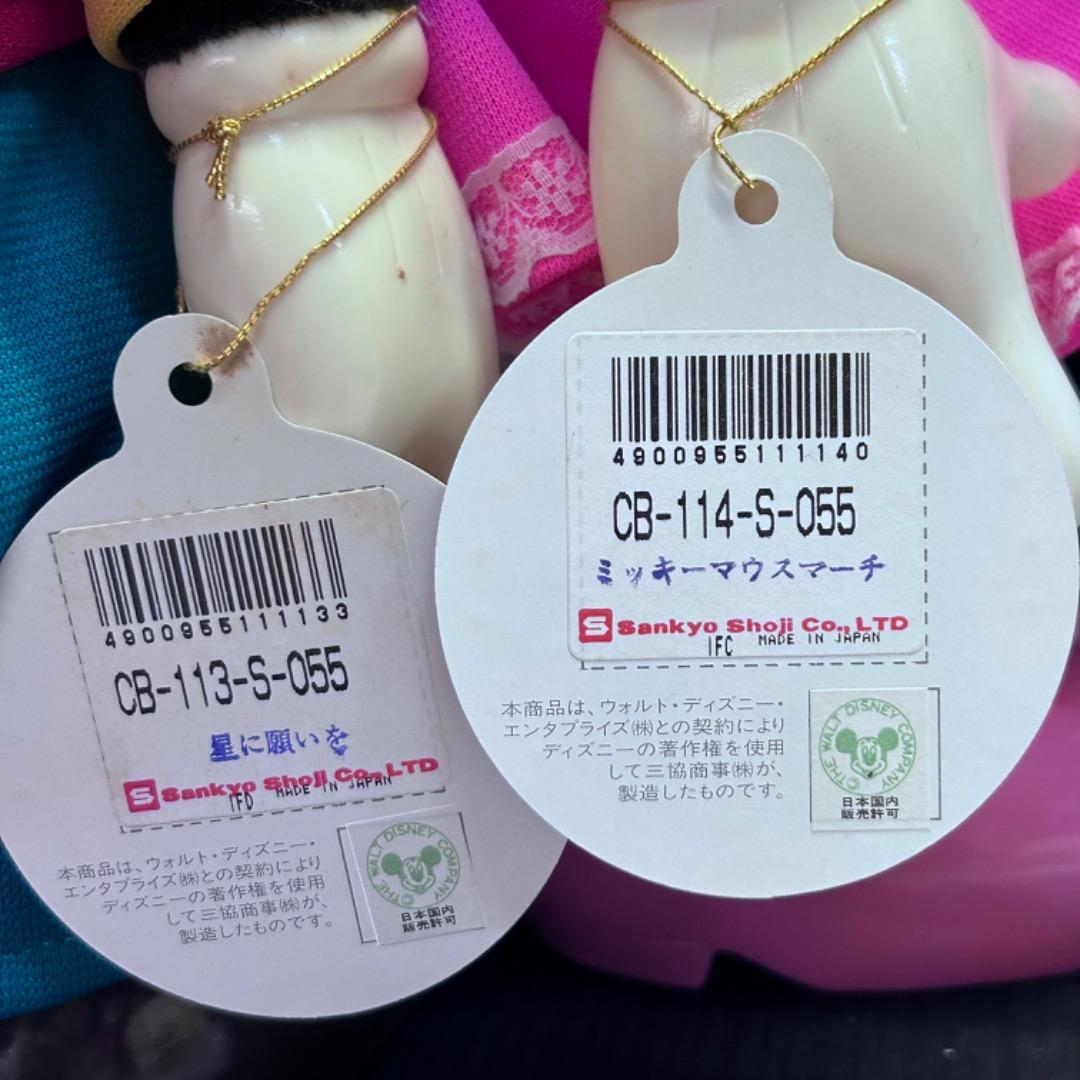 4900955111133
CB-113-S-055
星に願いを
S Sankyo Shoji Co., LTD
IFD MADE IN JAPAN
本商品は、ウォルト・ディズニー・
エンタプライズ㈱との契約により
ディズニーの著作権を使用
して三協商事㈱が、
製造したものです。
©THE WALT DISNEY COMPANY
日本国内
販売許可
4900955111140
CB-114-S-055
ミッキーマウスマーチ
S Sankyo Shoji Co., LTD
IFC MADE IN JAPAN
本商品は、ウォルト・ディズニー・
エンタプライズ㈱との契約により
ディズニーの著作権を使用
して三協商事㈱が、
製造したものです。
©THE WALT DISNEY COMPANY
日本国内
販売許可